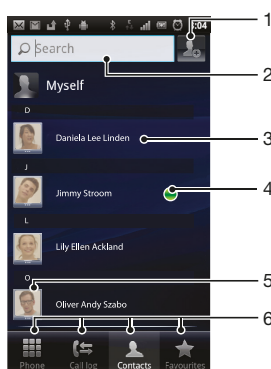 5:04
1
Search
2
Myself
D
Daniela Lee Linden
3
J
Jimmy Stroom
4
L
Lily Ellen Ackland
O
5
Oliver Andy Szabo
6
Phone Call log Contacts Favourites